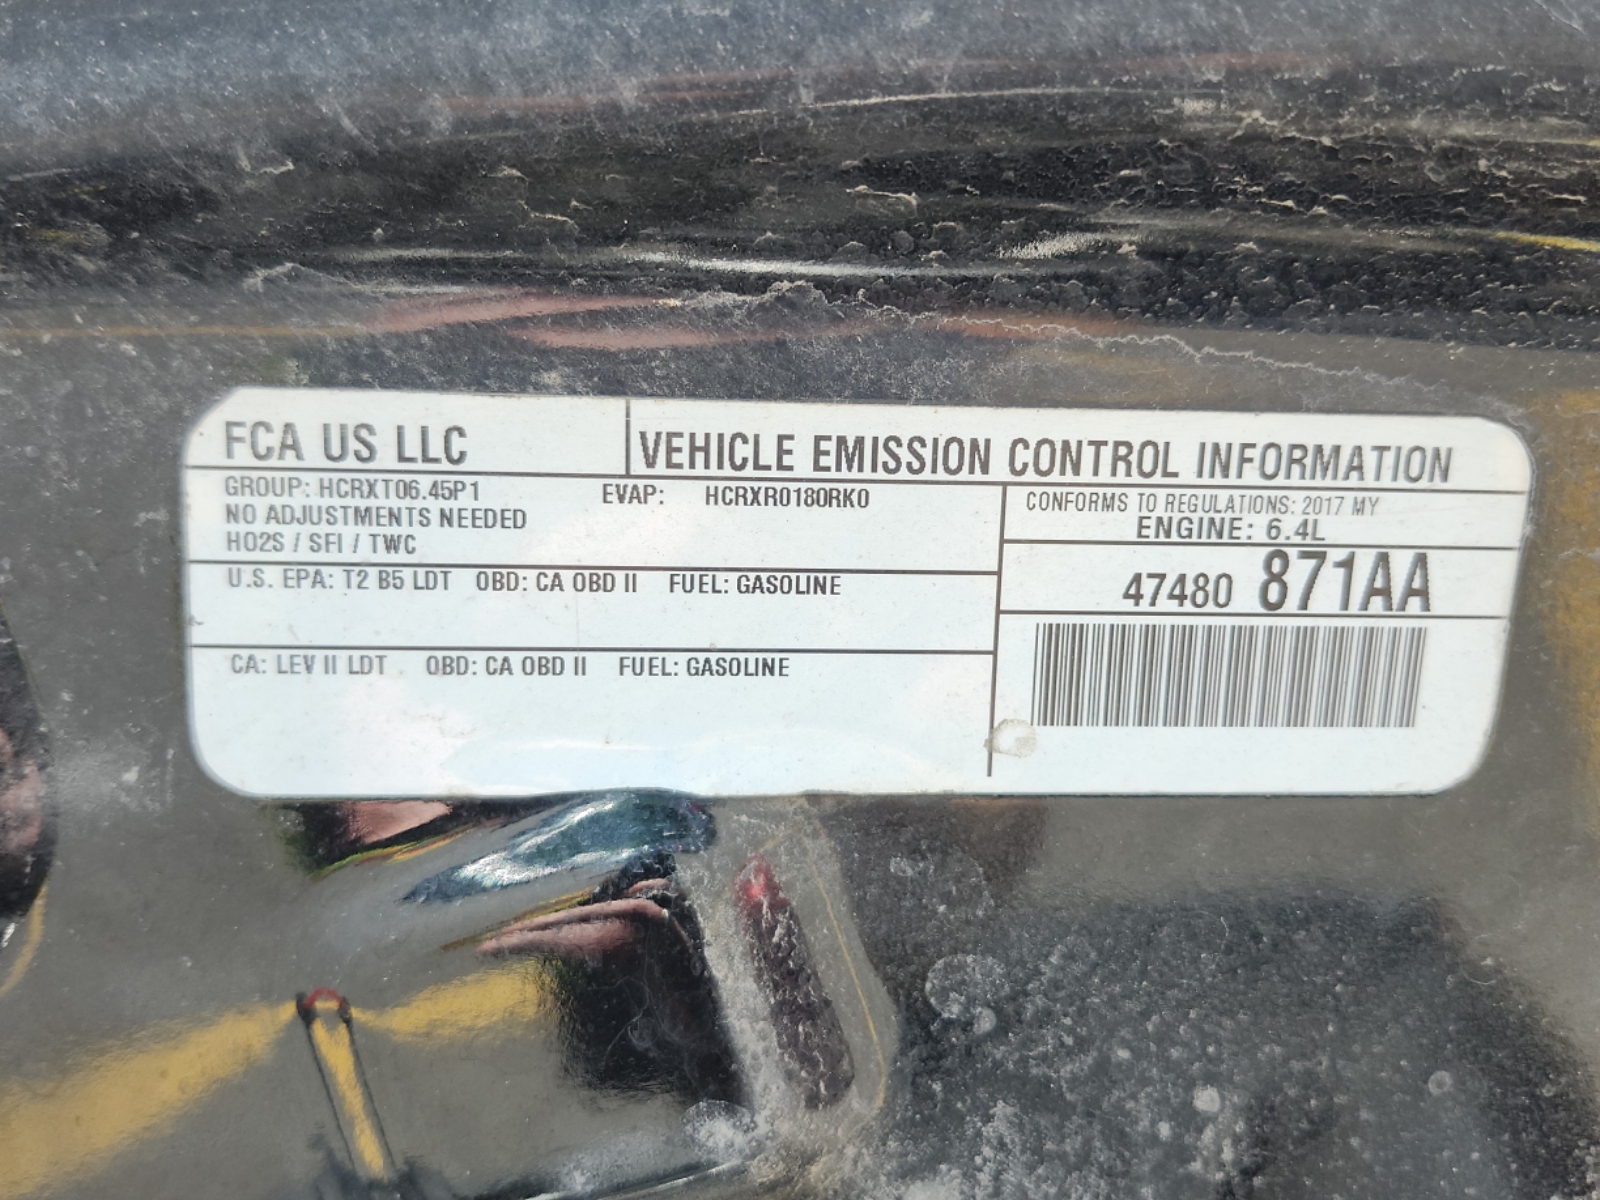 FCA US LLC
VEHICLE EMISSION CONTROL INFORMATION
GROUP: HCRXT06.45P1 EVAP: HCRXR0180RK0
NO ADJUSTMENTS NEEDED
HO2S / SFI / TWC
CONFORMS TO REGULATIONS: 2017 MY
ENGINE: 6.4L
U.S. EPA: T2 B5 LDT OBD: CA OBD II FUEL: GASOLINE
47480 871AA
CA: LEV II LDT OBD: CA OBD II FUEL: GASOLINE